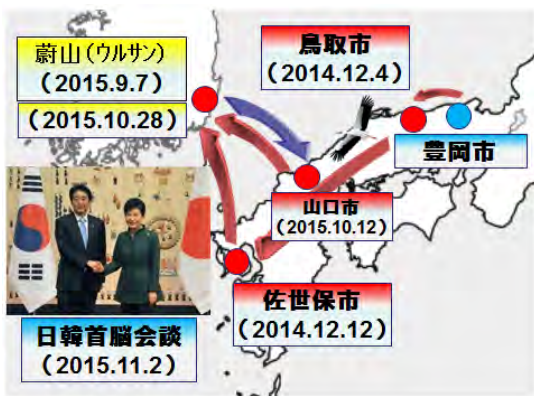 蔚山(ウルサン)
(2015.9.7)
(2015.10.28)
鳥取市
(2014.12.4)
豊岡市
山口市
(2015.10.12)
佐世保市
(2014.12.12)
日韓首脳会談
(2015.11.2)